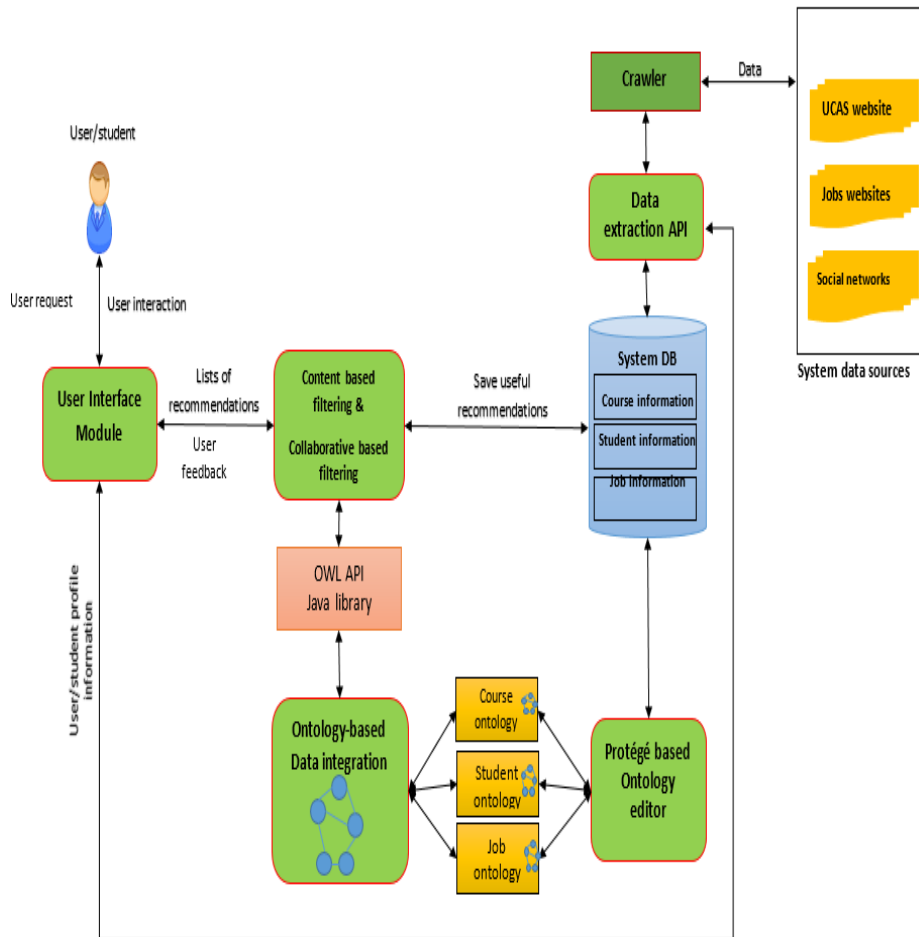 Crawler
Data
UCAS website
Jobs websites
Social networks
System data sources
User/student
Data
extraction API
User request
User interaction
System DB
Course information
Student information
Job information
User Interface
Module
Lists of
recommendations
User
feedback
Content based
filtering &
Collaborative based
filtering
Save useful
recommendations
OWL API
Java library
User/student profile
information
Ontology-based
Data integration
Course
ontology
Student
ontology
Job
ontology
Protégé based
Ontology
editor